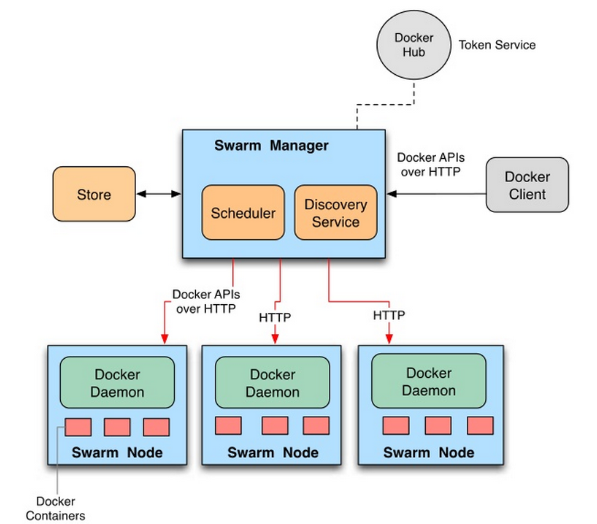 Docker
Hub
Token Service
Swarm Manager
Docker APIs
over HTTP
Store
Scheduler
Discovery
Service
Docker
Client
Docker APIs
over HTTP
HTTP
HTTP
Docker
Daemon
Docker
Daemon
Docker
Daemon
Swarm Node
Swarm Node
Swarm Node
Docker
Containers